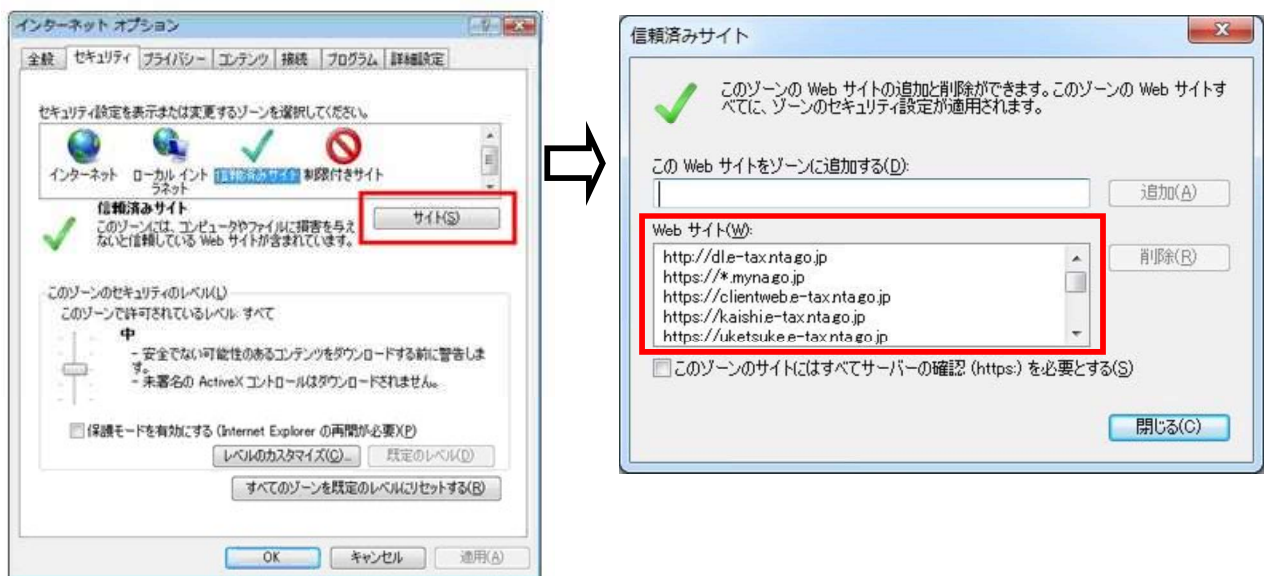 インターネット オプション
全般 セキュリティ プライバシー コンテンツ 接続 プログラム 詳細設定
セキュリティ設定を表示または変更するゾーンを選択してください。
インターネット ローカル イントラネット 信頼済みサイト 制限付きサイト
信頼済みサイト
このゾーンには、コンピュータやファイルに損害を与え
ないと信頼している Web サイトが含まれています。
サイト(S)
このゾーンのセキュリティのレベル(L)
このゾーンで許可されているレベル: すべて
中
- 安全でない可能性のあるコンテンツをダウンロードする前に警告しま
す。
- 未署名の ActiveX コントロールはダウンロードされません。
保護モードを有効にする (Internet Explorer の再開が必要)(P)
レベルのカスタマイズ(C)... 既定のレベル(D)
すべてのゾーンを既定のレベルにリセットする(R)
OK キャンセル 適用(A)
信頼済みサイト
このゾーンの Web サイトの追加と削除ができます。このゾーンの Web サイトす
べてに、ゾーンのセキュリティ設定が適用されます。
この Web サイトをゾーンに追加する(D):
追加(A)
Web サイト(W):
http://dl.e-tax.nta.go.jp
https://*.myna.go.jp
https://clientweb.e-tax.nta.go.jp
https://kaishi.e-tax.nta.go.jp
https://uketsuke.e-tax.nta.go.jp
削除(R)
このゾーンのサイトにはすべてサーバーの確認 (https:) を必要とする(S)
閉じる(C)